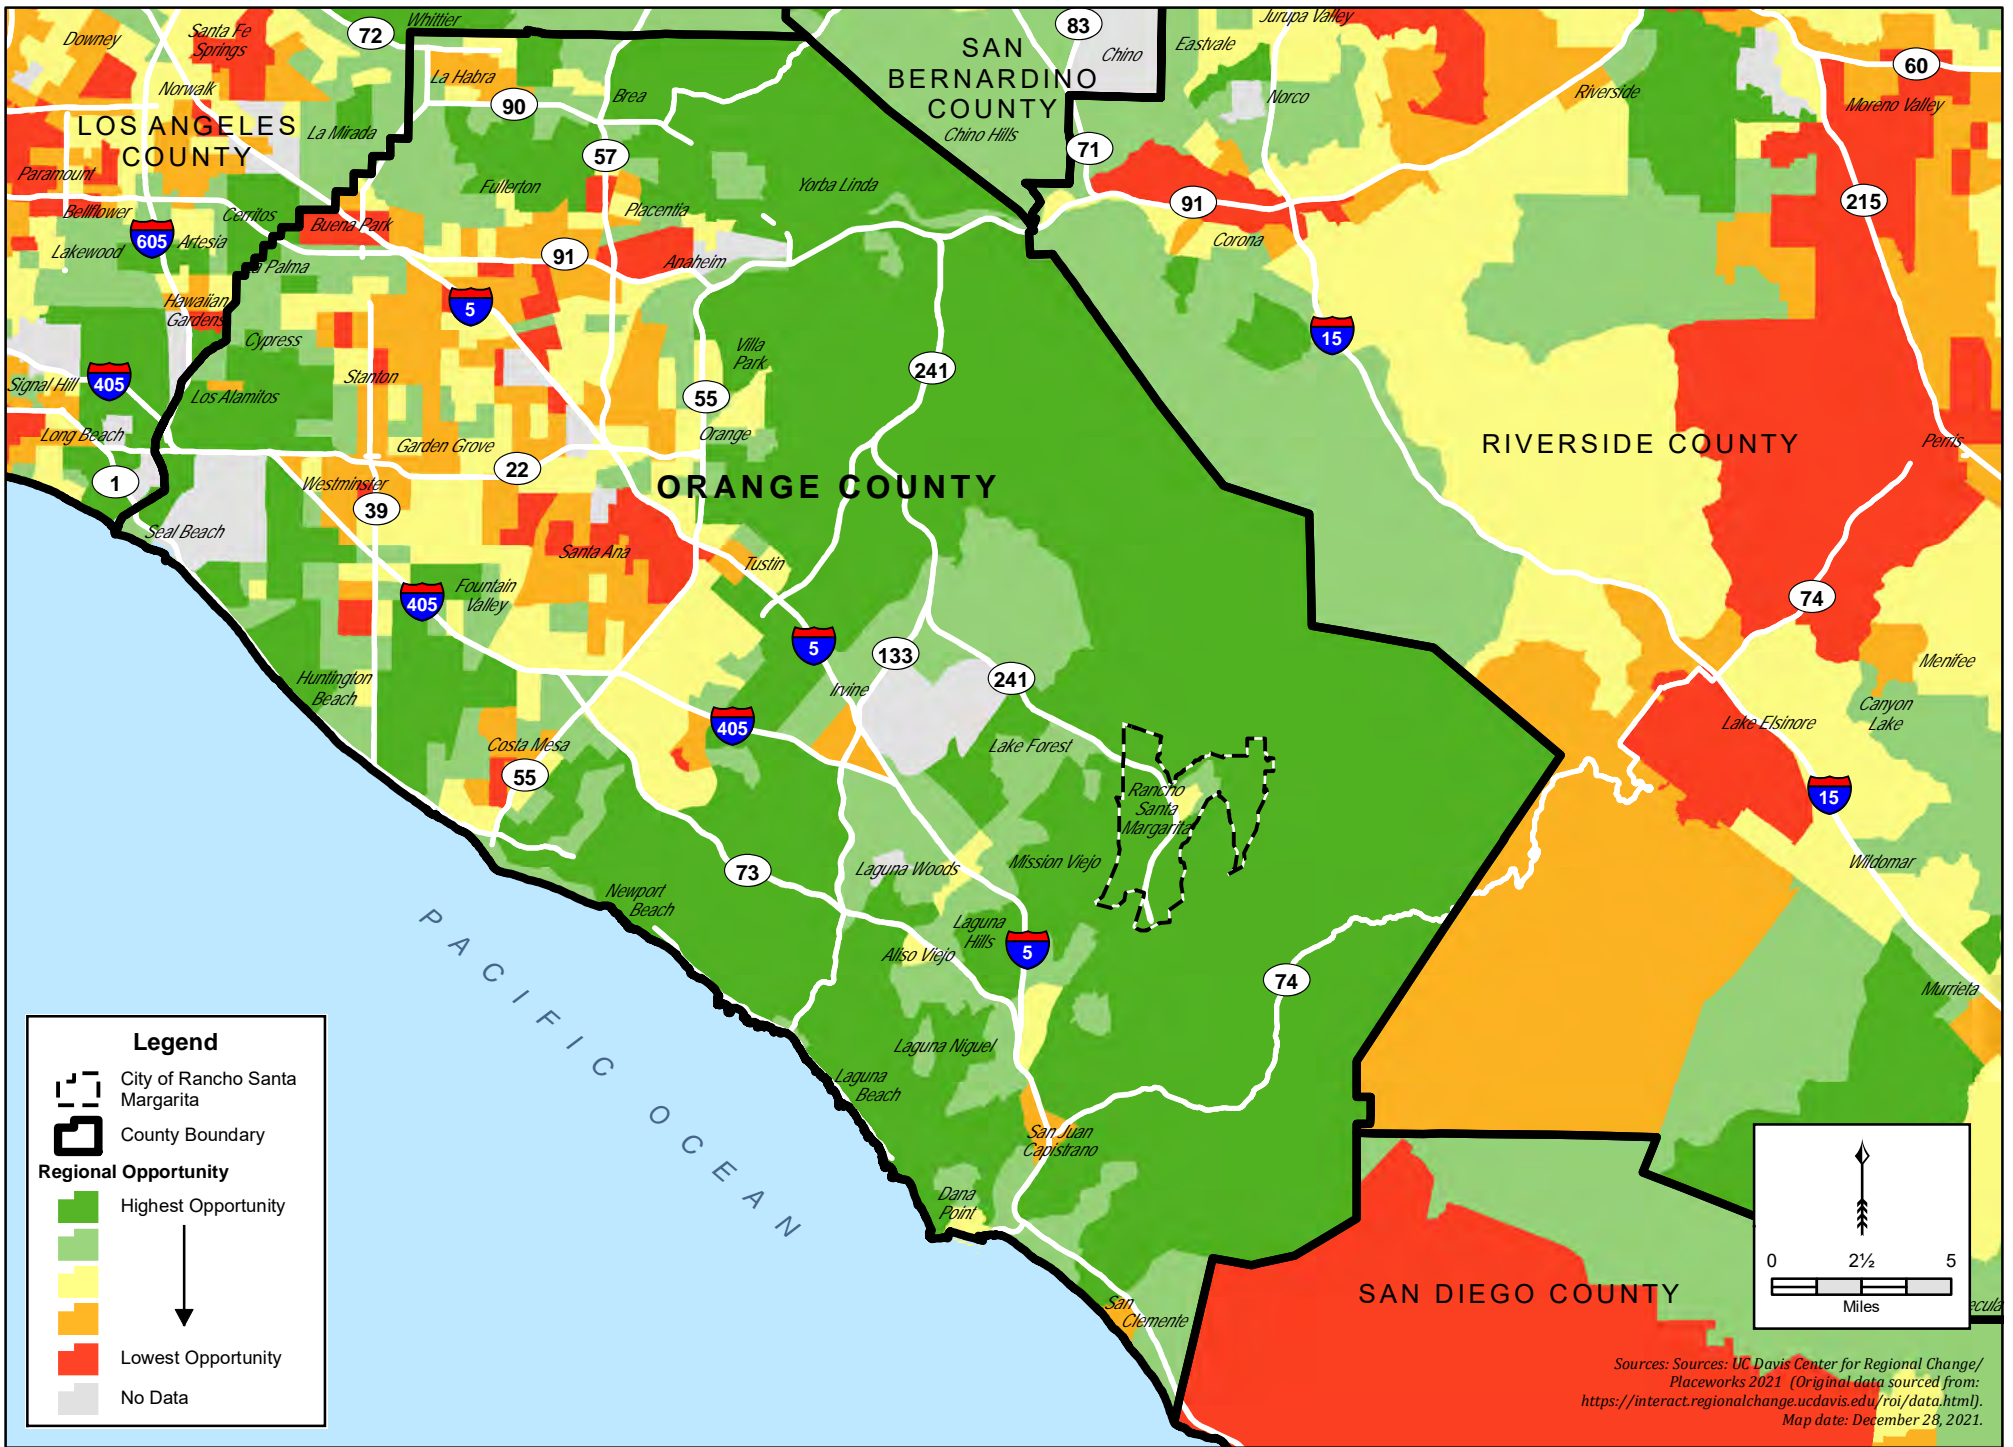 Downey
Santa Fe
Springs
72
Whittier
SAN
BERNARDINO
COUNTY
83
Chino
Eastvale
Jurupa Valley
60
Norwalk
La Habra
90
Brea
Norco
Riverside
Moreno Valley
LOS ANGELES
COUNTY
La Mirada
57
Chino Hills
71
Paramount
Fullerton
Yorba Linda
91
215
Bellflower
Cerritos
Buena Park
Placentia
Lakewood
605
Artesia
La Palma
91
Anaheim
Corona
Hawaiian
Gardens
5
Cypress
Villa
Park
241
15
Signal Hill
405
Los Alamitos
Stanton
55
Long Beach
Garden Grove
Orange
RIVERSIDE COUNTY
Perris
1
Westminster
22
ORANGE COUNTY
39
Seal Beach
Santa Ana
Tustin
405
Fountain
Valley
74
5
133
241
Menifee
Huntington
Beach
Irvine
405
Lake Forest
Lake Elsinore
Canyon
Lake
Costa Mesa
55
Rancho
Santa
Margarita
15
73
Laguna Woods
Mission Viejo
Wildomar
Newport
Beach
Laguna
Hills
5
Aliso Viejo
74
Murrieta
PACIFIC OCEAN
Laguna Niguel
Laguna
Beach
San Juan
Capistrano
Dana
Point
San
Clemente
SAN DIEGO COUNTY
ecula
Legend
City of Rancho Santa
Margarita
County Boundary
Regional Opportunity
Highest Opportunity
Lowest Opportunity
No Data
0 2½ 5
Miles
Sources: Sources: UC Davis Center for Regional Change/
Placeworks 2021 (Original data sourced from:
https://interact.regionalchange.ucdavis.edu/roi/data.html).
Map date: December 28, 2021.